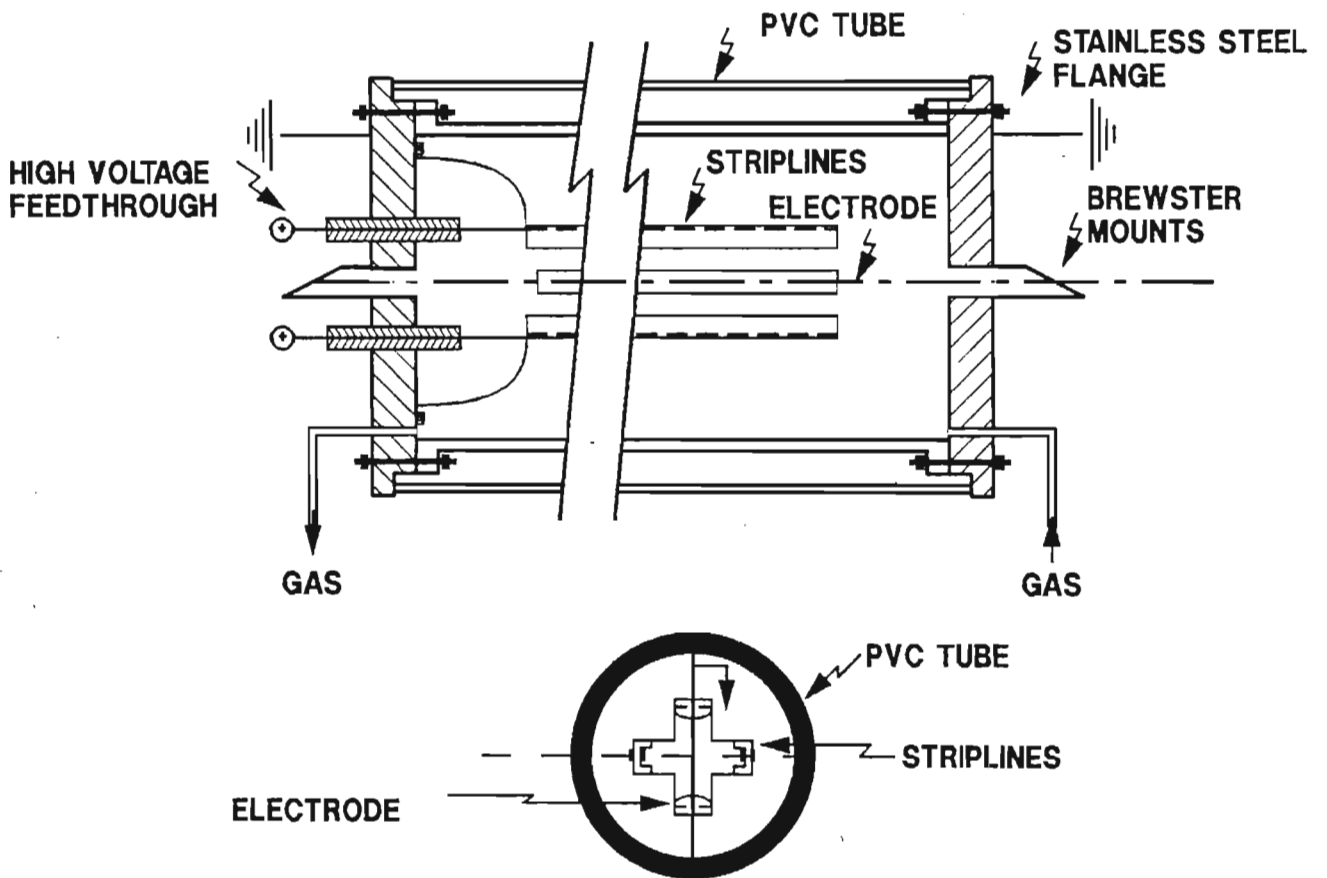 PVC TUBE
STAINLESS STEEL
FLANGE
HIGH VOLTAGE
FEEDTHROUGH
STRIPLINES
ELECTRODE
BREWSTER
MOUNTS
+
+
GAS
GAS
PVC TUBE
STRIPLINES
ELECTRODE